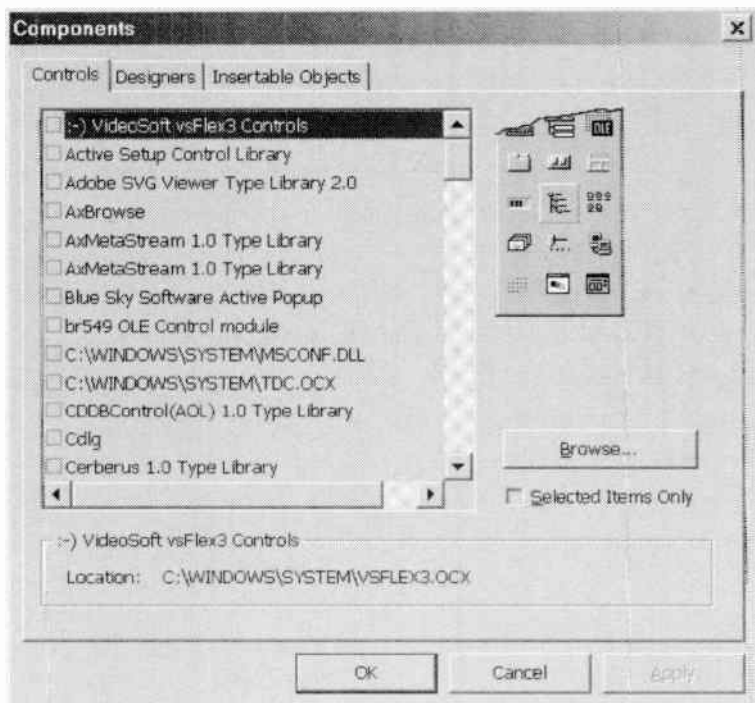 Components
Controls Designers Insertable Objects
:-) VideoSoft vsFlex3 Controls
Active Setup Control Library
Adobe SVG Viewer Type Library 2.0
AxBrowse
AxMetaStream 1.0 Type Library
AxMetaStream 1.0 Type Library
Blue Sky Software Active Popup
br549 OLE Control module
C:\WINDOWS\SYSTEM\MSCONF.DLL
C:\WINDOWS\SYSTEM\TDC.OCX
CDDBControl(AOL) 1.0 Type Library
Cdlg
Cerberus 1.0 Type Library
Browse...
Selected Items Only
:-) VideoSoft vsFlex3 Controls
Location: C:\WINDOWS\SYSTEM\VSFLEX3.OCX
OK Cancel Apply